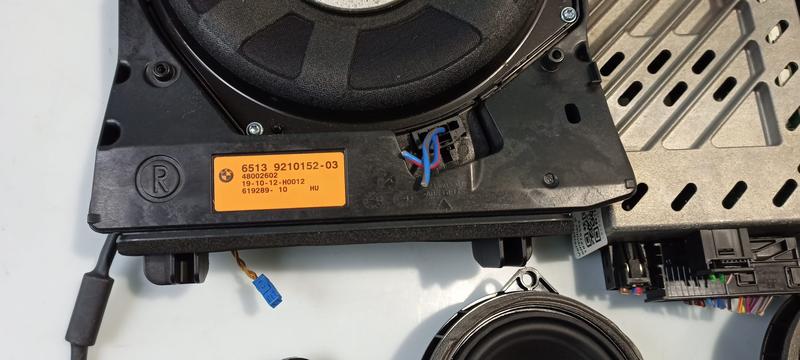 R
6513 9210152-03
48002602
19-10-12-H0012
619289- 10 HU